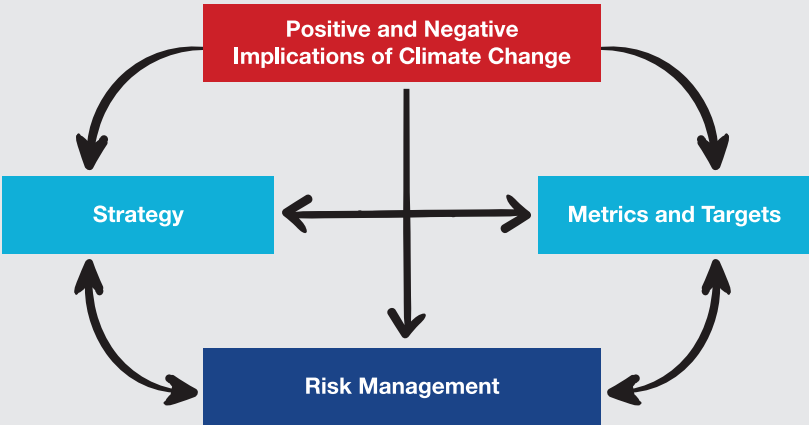 Positive and Negative
Implications of Climate Change
Strategy
Metrics and Targets
Risk Management